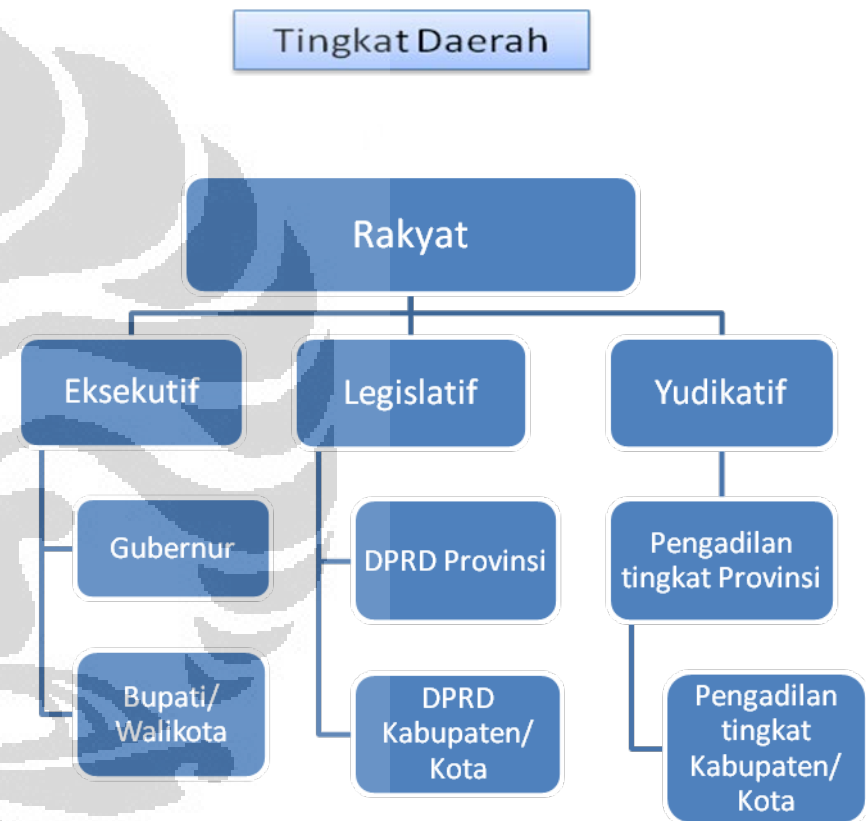 Tingkat Daerah
Rakyat
Eksekutif
Legislatif
Yudikatif
Gubernur
DPRD Provinsi
Pengadilan
tingkat Provinsi
Bupati/
Walikota
DPRD
Kabupaten/
Kota
Pengadilan
tingkat
Kabupaten/
Kota